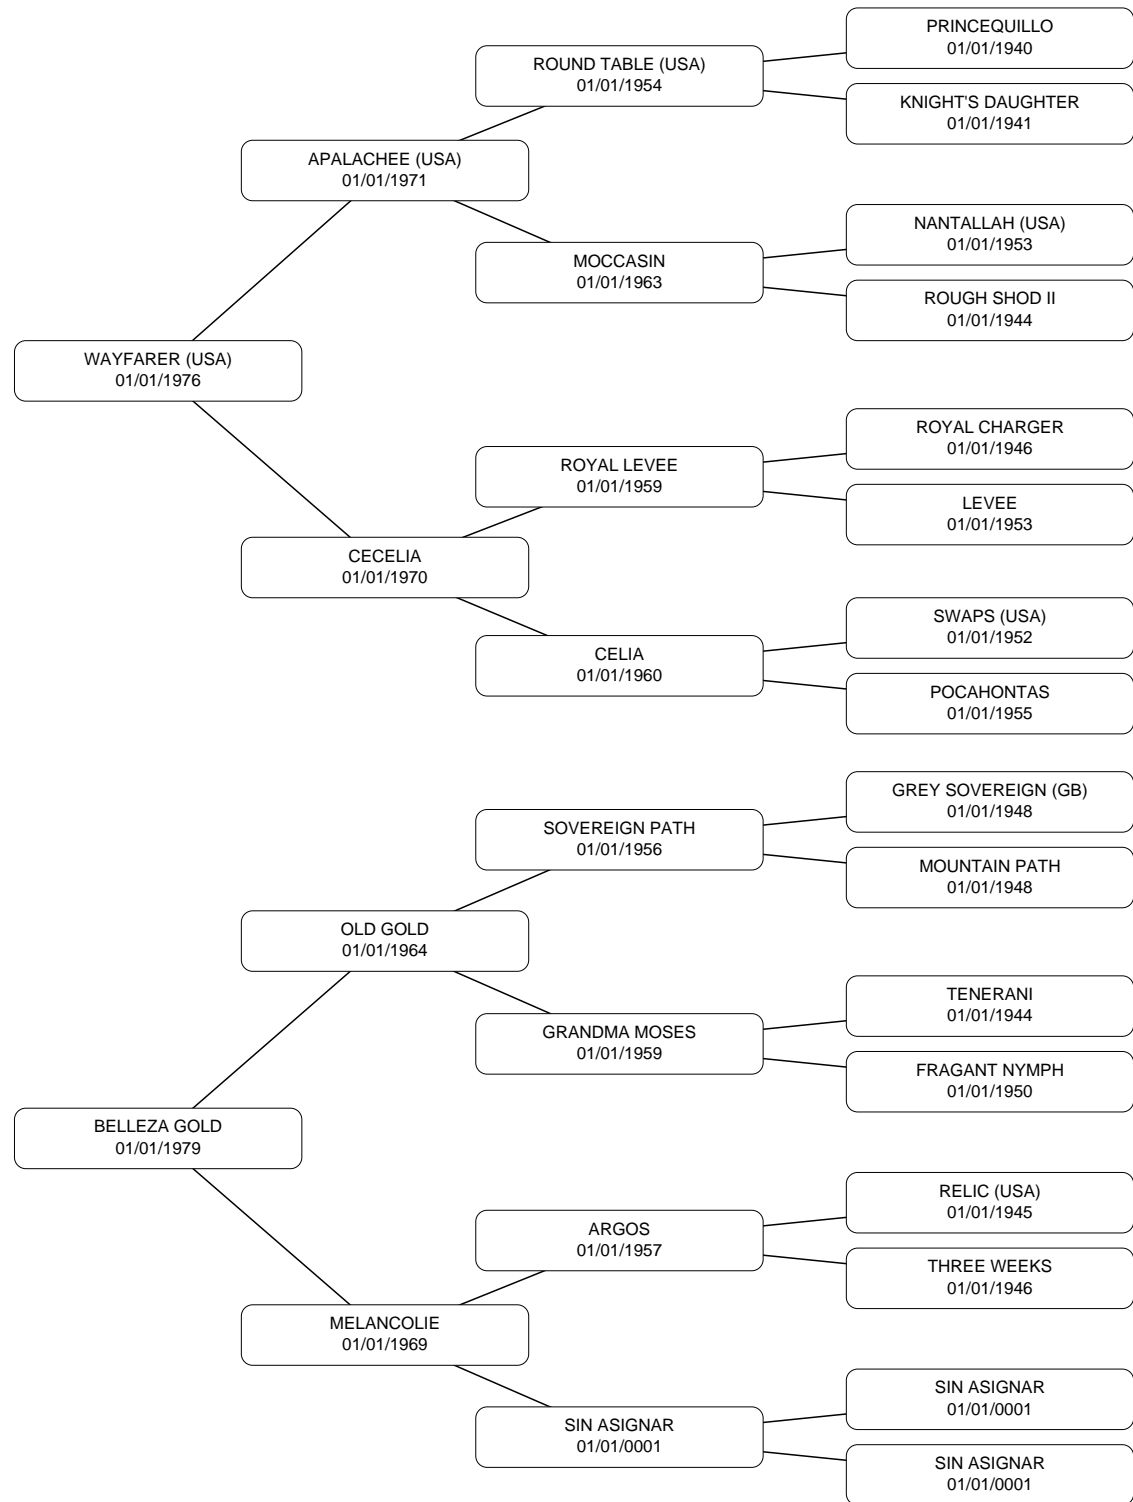 PRINCEQUILLO
01/01/1940
ROUND TABLE (USA)
01/01/1954
KNIGHT'S DAUGHTER
01/01/1941
APALACHEE (USA)
01/01/1971
NANTALLAH (USA)
01/01/1953
MOCCASIN
01/01/1963
ROUGH SHOD II
01/01/1944
WAYFARER (USA)
01/01/1976
ROYAL CHARGER
01/01/1946
ROYAL LEVEE
01/01/1959
LEVEE
01/01/1953
CECELIA
01/01/1970
SWAPS (USA)
01/01/1952
CELIA
01/01/1960
POCAHONTAS
01/01/1955
GREY SOVEREIGN (GB)
01/01/1948
SOVEREIGN PATH
01/01/1956
MOUNTAIN PATH
01/01/1948
OLD GOLD
01/01/1964
TENERANI
01/01/1944
GRANDMA MOSES
01/01/1959
FRAGANT NYMPH
01/01/1950
BELLEZA GOLD
01/01/1979
RELIC (USA)
01/01/1945
ARGOS
01/01/1957
THREE WEEKS
01/01/1946
MELANCOLIE
01/01/1969
SIN ASIGNAR
01/01/0001
SIN ASIGNAR
01/01/0001
SIN ASIGNAR
01/01/0001